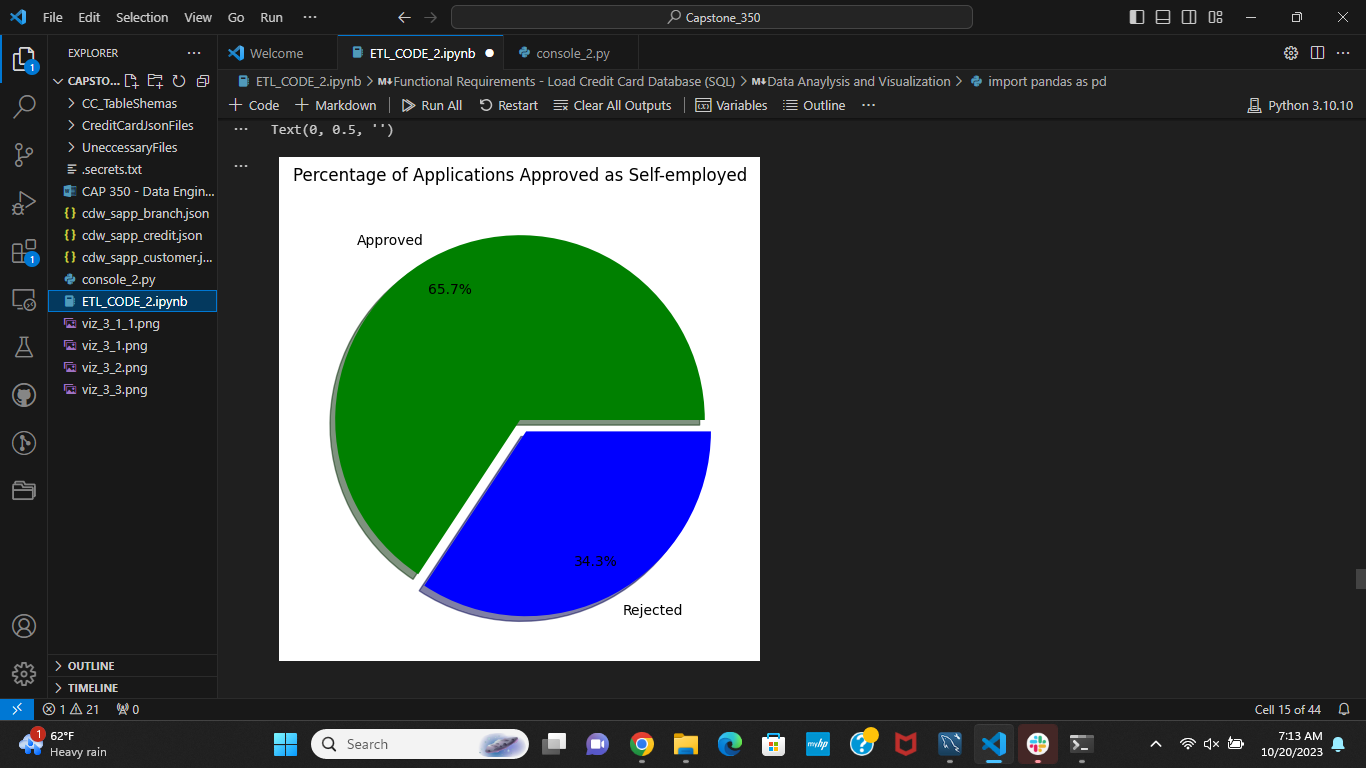 File Edit Selection View Go Run ···
Capstone_350
EXPLORER ···
Welcome
ETL_CODE_2.ipynb
console_2.py
CAPSTO...
ETL_CODE_2.ipynb > M↓Functional Requirements - Load Credit Card Database (SQL) > M↓Data Anaylysis and Visualization > import pandas as pd
+ Code + Markdown Run All Restart Clear All Outputs Variables Outline ···
Python 3.10.10
CC_TableShemas
CreditCardJsonFiles
UneccessaryFiles
.secrets.txt
CAP 350 - Data Engin...
cdw_sapp_branch.json
cdw_sapp_credit.json
cdw_sapp_customer.j...
console_2.py
ETL_CODE_2.ipynb
viz_3_1_1.png
viz_3_1.png
viz_3_2.png
viz_3_3.png
OUTLINE
TIMELINE
1
1
··· Text(0, 0.5, '')
···
Percentage of Applications Approved as Self-employed
Approved
65.7%
34.3%
Rejected
1 21 0
Cell 15 of 44
1
62°F
Heavy rain
Search
myhp
7:13 AM
10/20/2023